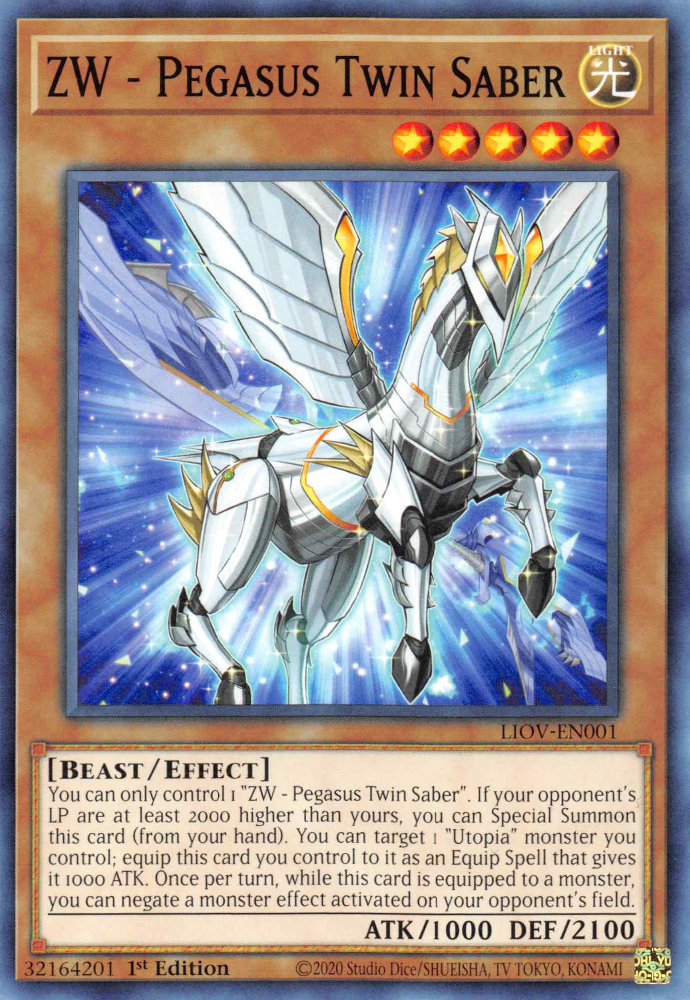 ZW - Pegasus Twin Saber
LIGHT
光
LIOV-EN001
[Beast/Effect]
You can only control 1 "ZW - Pegasus Twin Saber". If your opponent's
LP are at least 2000 higher than yours, you can Special Summon
this card (from your hand). You can target 1 "Utopia" monster you
control; equip this card you control to it as an Equip Spell that gives
it 1000 ATK. Once per turn, while this card is equipped to a monster,
you can negate a monster effect activated on your opponent's field.
ATK/1000 DEF/2100
32164201 1st Edition ©2020 Studio Dice/SHUEISHA, TV TOKYO, KONAMI